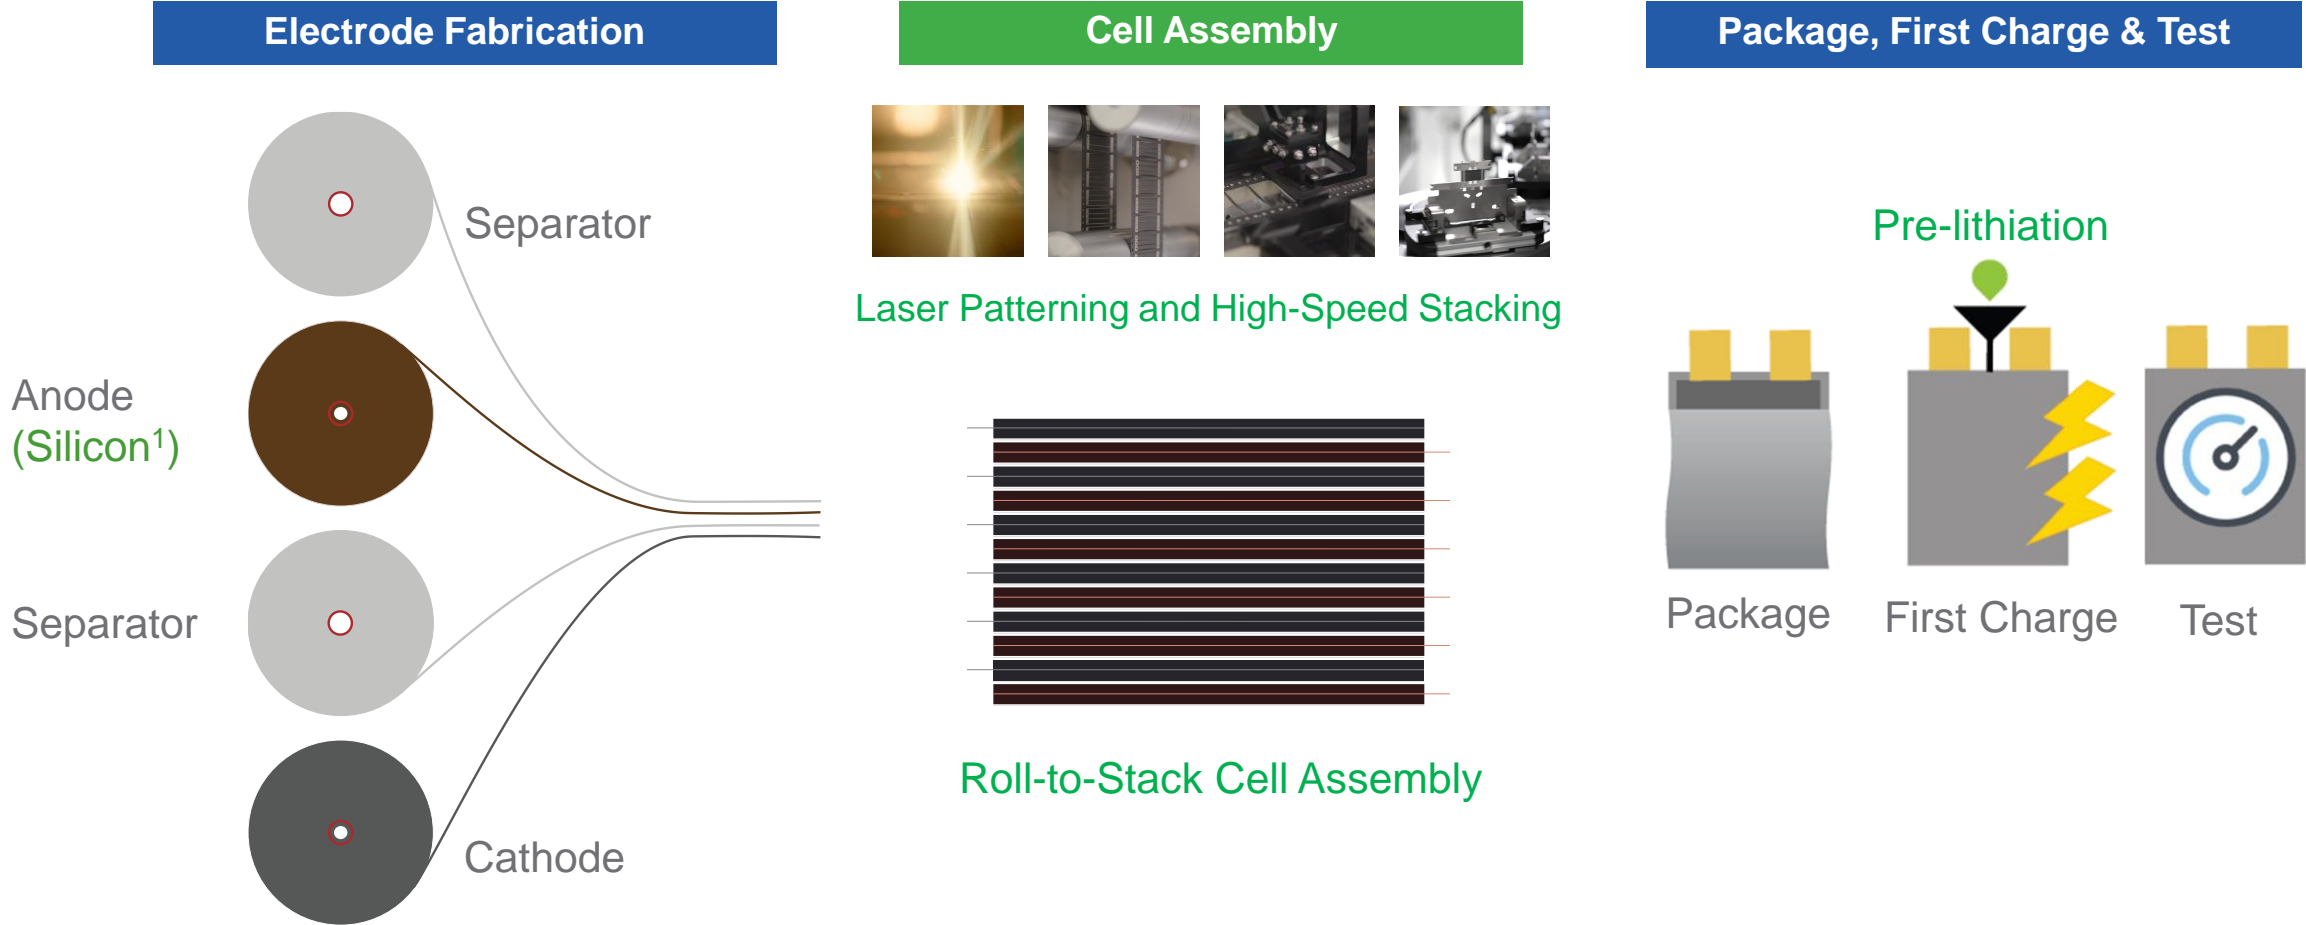 Electrode Fabrication
Cell Assembly
Package, First Charge & Test
Separator
Anode
(Silicon¹)
Separator
Cathode
Laser Patterning and High-Speed Stacking
Roll-to-Stack Cell Assembly
Pre-lithiation
Package
First Charge
Test